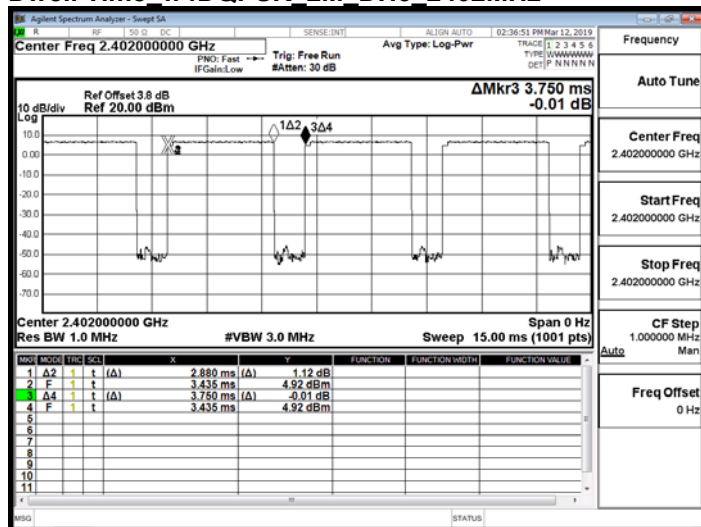 Agilent Spectrum Analyzer - Swept SA
R RF 50 Ω DC SENSE:INT ALIGN AUTO 02:36:51 PM Mar 12, 2019
Center Freq 2.402000000 GHz
PNO: Fast
IFGain:Low
Trig: Free Run
#Atten: 30 dB
Avg Type: Log-Pwr
TRACE 1 2 3 4 5 6
TYPE WWWWWW
DET P N N N N N
Frequency
Auto Tune
Ref Offset 3.8 dB
10 dB/div Ref 20.00 dBm
ΔMkr3 3.750 ms
-0.01 dB
Log
10.0
0.00
-10.0
-20.0
-30.0
-40.0
-50.0
-60.0
-70.0
1Δ2
3Δ4
Center Freq
2.402000000 GHz
Start Freq
2.402000000 GHz
Stop Freq
2.402000000 GHz
CF Step
1.000000 MHz
Auto Man
Freq Offset
0 Hz
Center 2.402000000 GHz Span 0 Hz
Res BW 1.0 MHz #VBW 3.0 MHz Sweep 15.00 ms (1001 pts)
MKR MODE TRC SCL X Y FUNCTION FUNCTION WIDTH FUNCTION VALUE
1 Δ2 1 t (Δ) 2.880 ms (Δ) 1.12 dB
2 F 1 t 3.435 ms 4.92 dBm
3 Δ4 1 t (Δ) 3.750 ms (Δ) -0.01 dB
4 F 1 t 3.435 ms 4.92 dBm
5
6
7
8
9
10
11
MSG STATUS